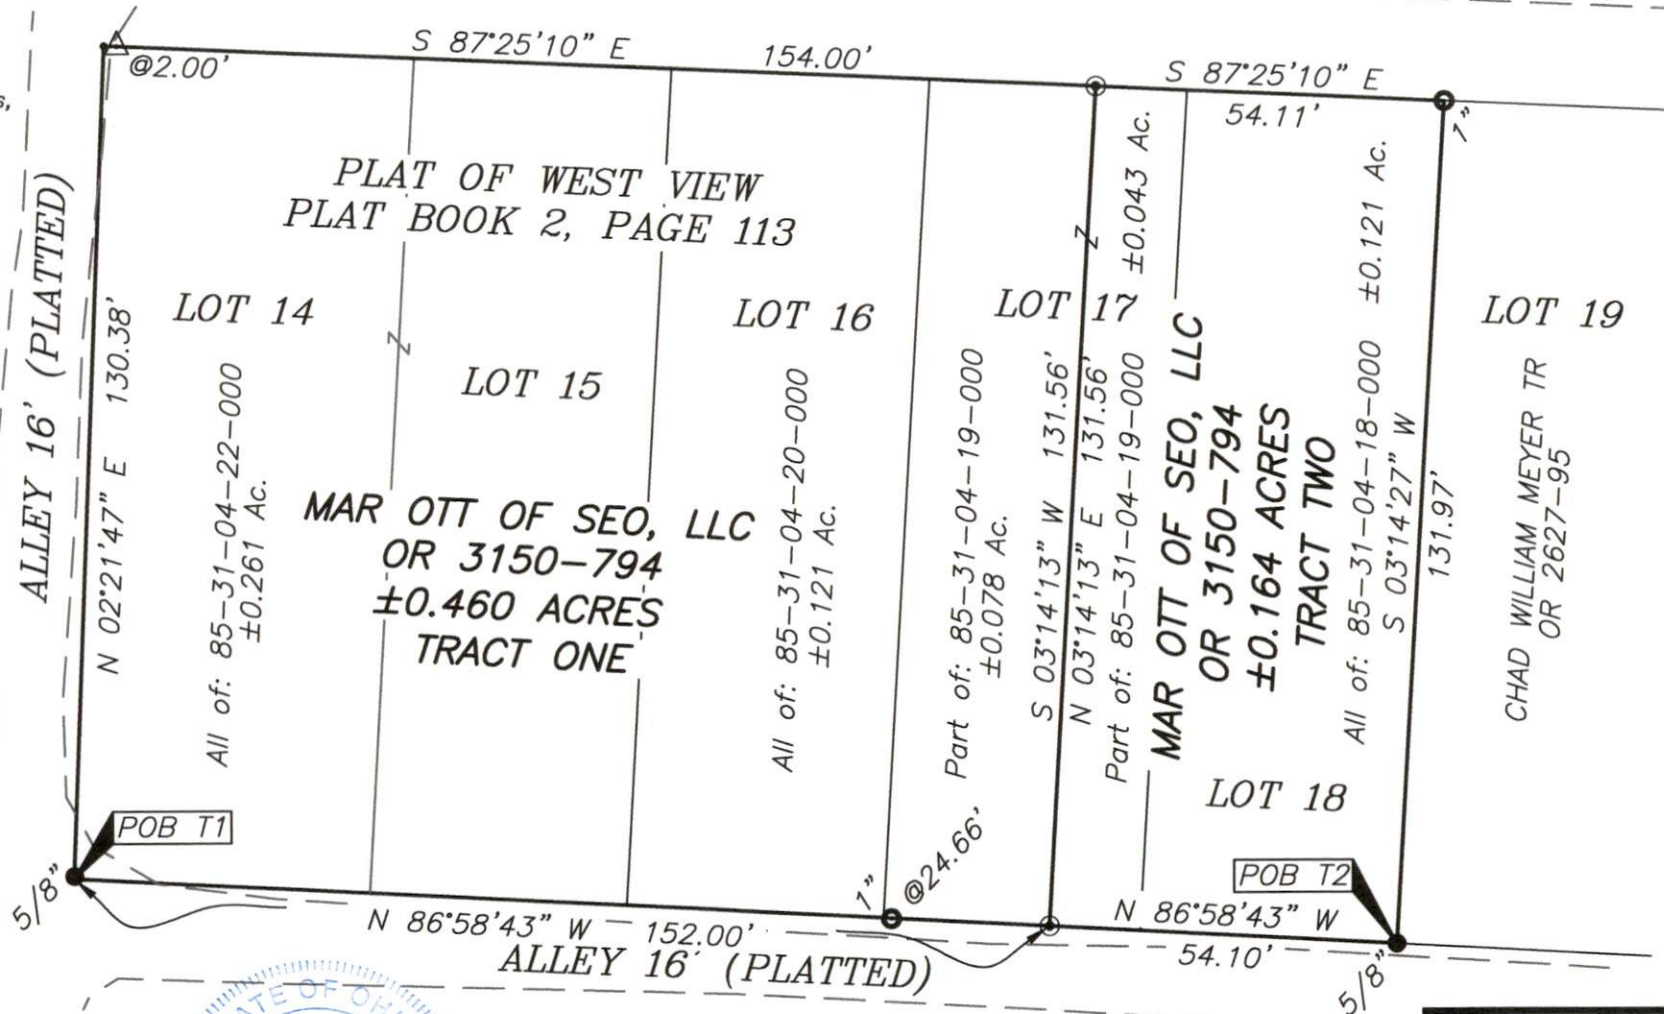 S 87°25'10" E
154.00'
@2.00'
S 87°25'10" E
54.11'
1"
PLAT OF WEST VIEW
PLAT BOOK 2, PAGE 113
ALLEY 16' (PLATTED)
N 02°21'47" E 130.38'
LOT 14
All of: 85-31-04-22-000
±0.261 Ac.
LOT 15
LOT 16
All of: 85-31-04-20-000
±0.121 Ac.
MAR OTT OF SEO, LLC
OR 3150-794
±0.460 ACRES
TRACT ONE
LOT 17
Part of: 85-31-04-19-000
±0.078 Ac.
S 03°14'13" W 131.56'
N 03°14'13" E 131.56'
Part of: 85-31-04-19-000 ±0.043 Ac.
MAR OTT OF SEO, LLC
OR 3150-794
±0.164 ACRES
TRACT TWO
All of: 85-31-04-18-000 ±0.121 Ac.
S 03°14'27" W
131.97'
LOT 18
LOT 19
CHAD WILLIAM MEYER TR
OR 2627-95
POB T1
5/8"
N 86°58'43" W 152.00'
1"
@24.66'
POB T2
N 86°58'43" W
54.10'
5/8"
ALLEY 16' (PLATTED)